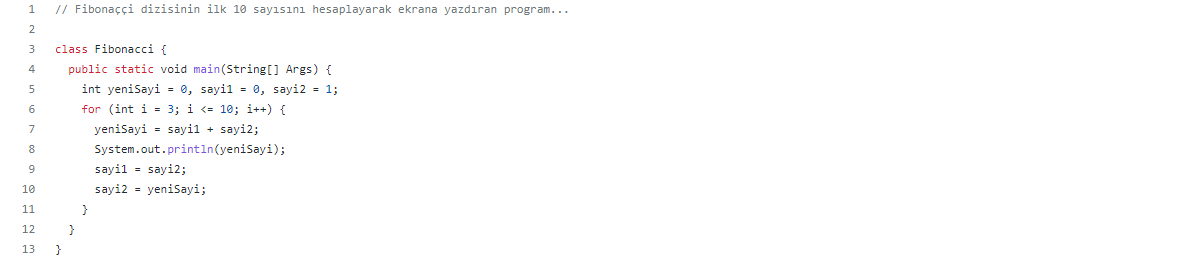 1 // Fibonaççi dizisinin ilk 10 sayısını hesaplayarak ekrana yazdıran program...
2
3 class Fibonacci {
4 public static void main(String[] Args) {
5 int yeniSayi = 0, sayi1 = 0, sayi2 = 1;
6 for (int i = 3; i <= 10; i++) {
7 yeniSayi = sayi1 + sayi2;
8 System.out.println(yeniSayi);
9 sayi1 = sayi2;
10 sayi2 = yeniSayi;
11 }
12 }
13 }